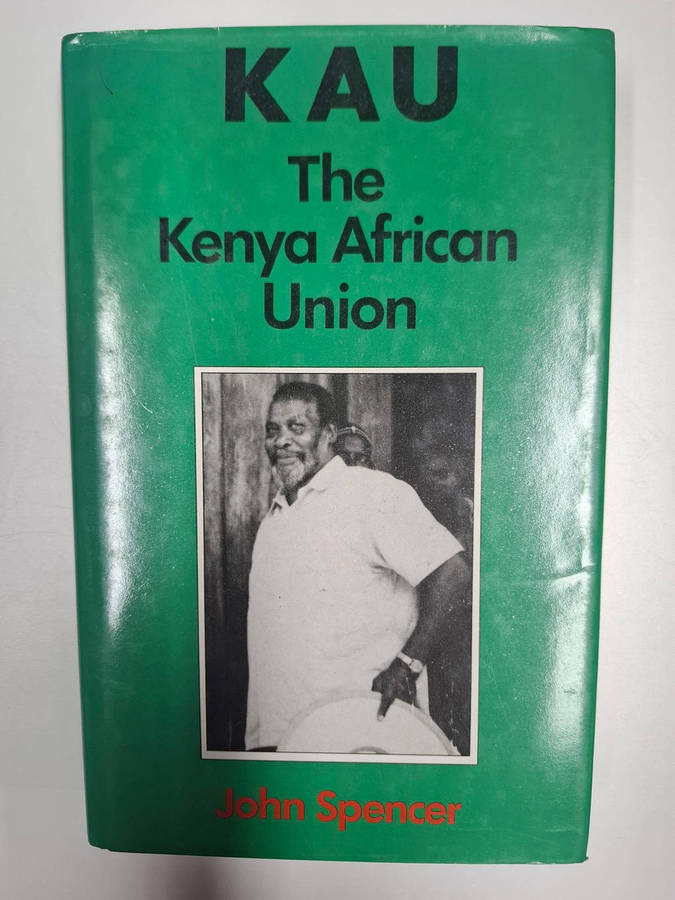 KAU
The
Kenya African
Union
John Spencer